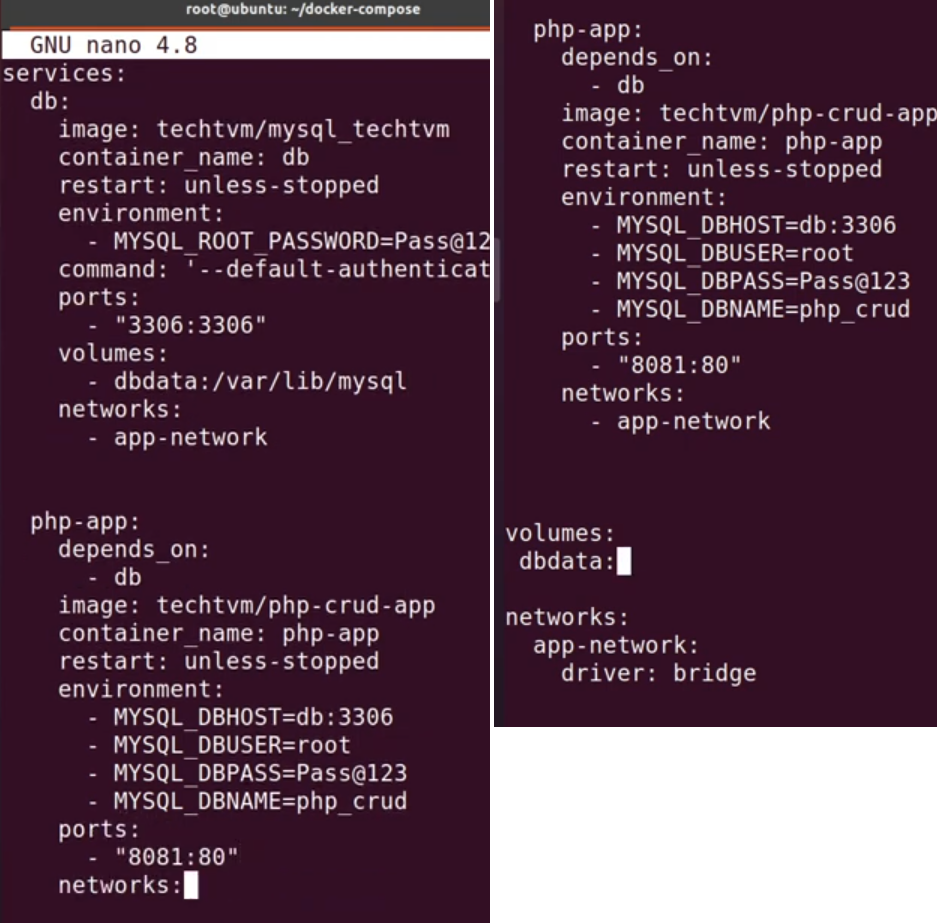 root@ubuntu: ~/docker-compose
GNU nano 4.8
services:
  db:
    image: techtvm/mysql_techtvm
    container_name: db
    restart: unless-stopped
    environment:
      - MYSQL_ROOT_PASSWORD=Pass@12
    command: '--default-authenticat
    ports:
      - "3306:3306"
    volumes:
      - dbdata:/var/lib/mysql
    networks:
      - app-network
  php-app:
    depends_on:
      - db
    image: techtvm/php-crud-app
    container_name: php-app
    restart: unless-stopped
    environment:
      - MYSQL_DBHOST=db:3306
      - MYSQL_DBUSER=root
      - MYSQL_DBPASS=Pass@123
      - MYSQL_DBNAME=php_crud
    ports:
      - "8081:80"
    networks:
  php-app:
    depends_on:
      - db
    image: techtvm/php-crud-app
    container_name: php-app
    restart: unless-stopped
    environment:
      - MYSQL_DBHOST=db:3306
      - MYSQL_DBUSER=root
      - MYSQL_DBPASS=Pass@123
      - MYSQL_DBNAME=php_crud
    ports:
      - "8081:80"
    networks:
      - app-network
volumes:
 dbdata:
networks:
  app-network:
    driver: bridge